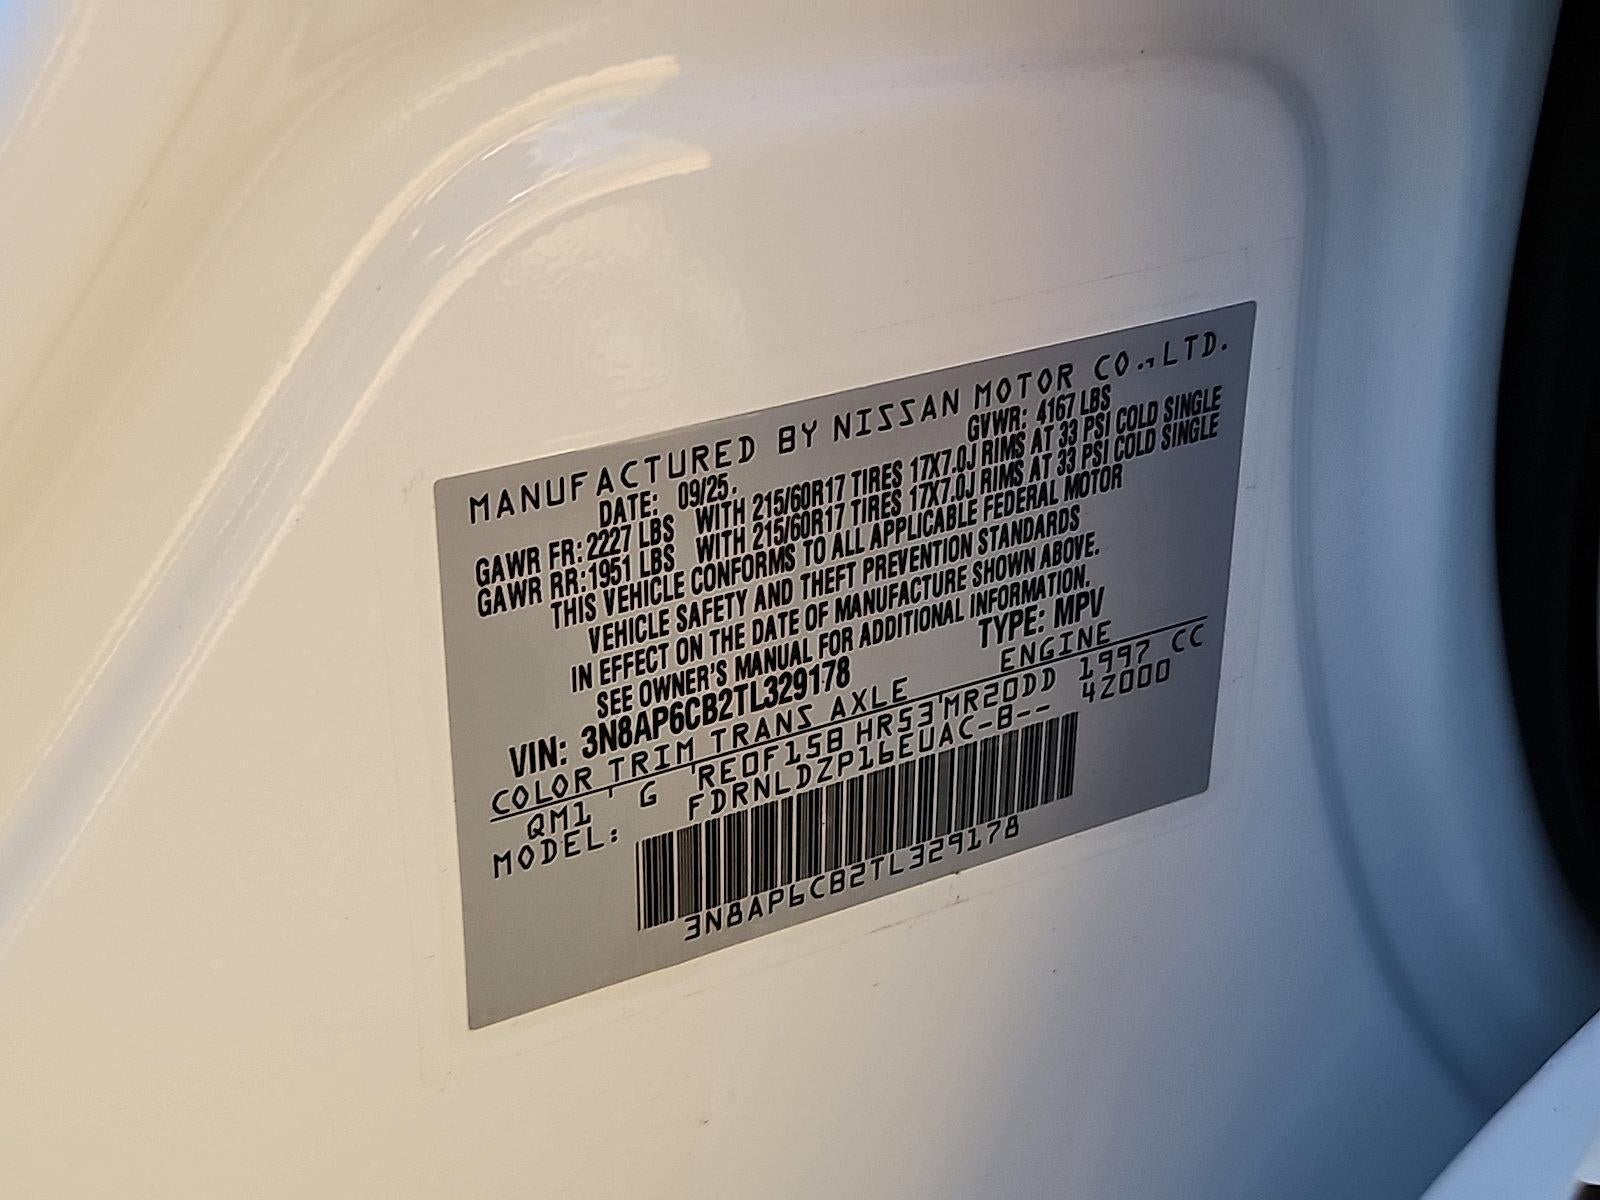 MANUFACTURED BY NISSAN MOTOR CO.,LTD.
DATE: 09/25. GVWR: 4167 LBS
GAWR FR: 2227 LBS WITH 215/60R17 TIRES 17X7.0J RIMS AT 33 PSI COLD SINGLE
GAWR RR: 1951 LBS WITH 215/60R17 TIRES 17X7.0J RIMS AT 33 PSI COLD SINGLE
THIS VEHICLE CONFORMS TO ALL APPLICABLE FEDERAL MOTOR
VEHICLE SAFETY AND THEFT PREVENTION STANDARDS
IN EFFECT ON THE DATE OF MANUFACTURE SHOWN ABOVE.
SEE OWNER'S MANUAL FOR ADDITIONAL INFORMATION.
VIN: 3N8AP6CB2TL329178 TYPE: MPV
COLOR TRIM TRANS AXLE ENGINE
QM1 G RE0F15B HR53 MR20DD 1997 CC
MODEL: FDRNLDZP16EUAC-B-- 4Z000
3N8AP6CB2TL329178